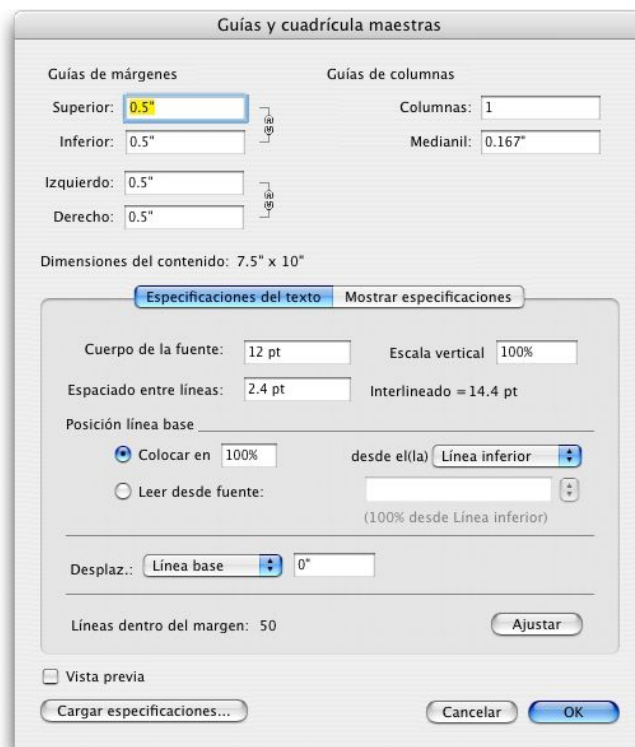 Guías y cuadrícula maestras
Guías de márgenes
Superior: 0.5"
Inferior: 0.5"
Izquierdo: 0.5"
Derecho: 0.5"
Guías de columnas
Columnas: 1
Medianil: 0.167"
Dimensiones del contenido: 7.5" x 10"
Especificaciones del texto Mostrar especificaciones
Cuerpo de la fuente: 12 pt Escala vertical 100%
Espaciado entre líneas: 2.4 pt Interlineado = 14.4 pt
Posición línea base
Colocar en 100% desde el(la) Línea inferior
Leer desde fuente:
(100% desde Línea inferior)
Desplaz.: Línea base 0"
Líneas dentro del margen: 50 Ajustar
Vista previa
Cargar especificaciones... Cancelar OK